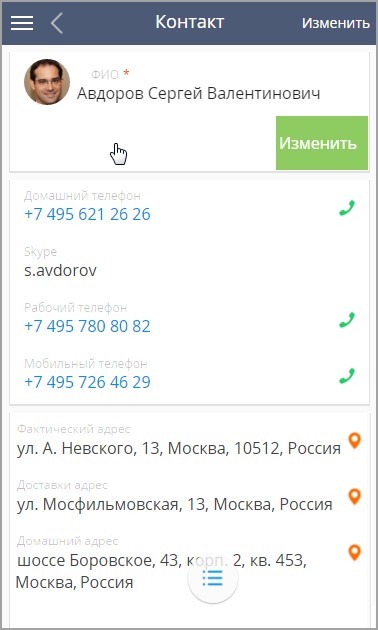 Контакт
Изменить
ФИО *
Авдоров Сергей Валентинович
Изменить
Домашний телефон
+7 495 621 26 26
Skype
s.avdorov
Рабочий телефон
+7 495 780 80 82
Мобильный телефон
+7 495 726 46 29
Фактический адрес
ул. А. Невского, 13, Москва, 10512, Россия
Доставки адрес
ул. Мосфильмовская, 13, Москва, Россия
Домашний адрес
шоссе Боровское, 43, корп. 2, кв. 453,
Москва, Россия